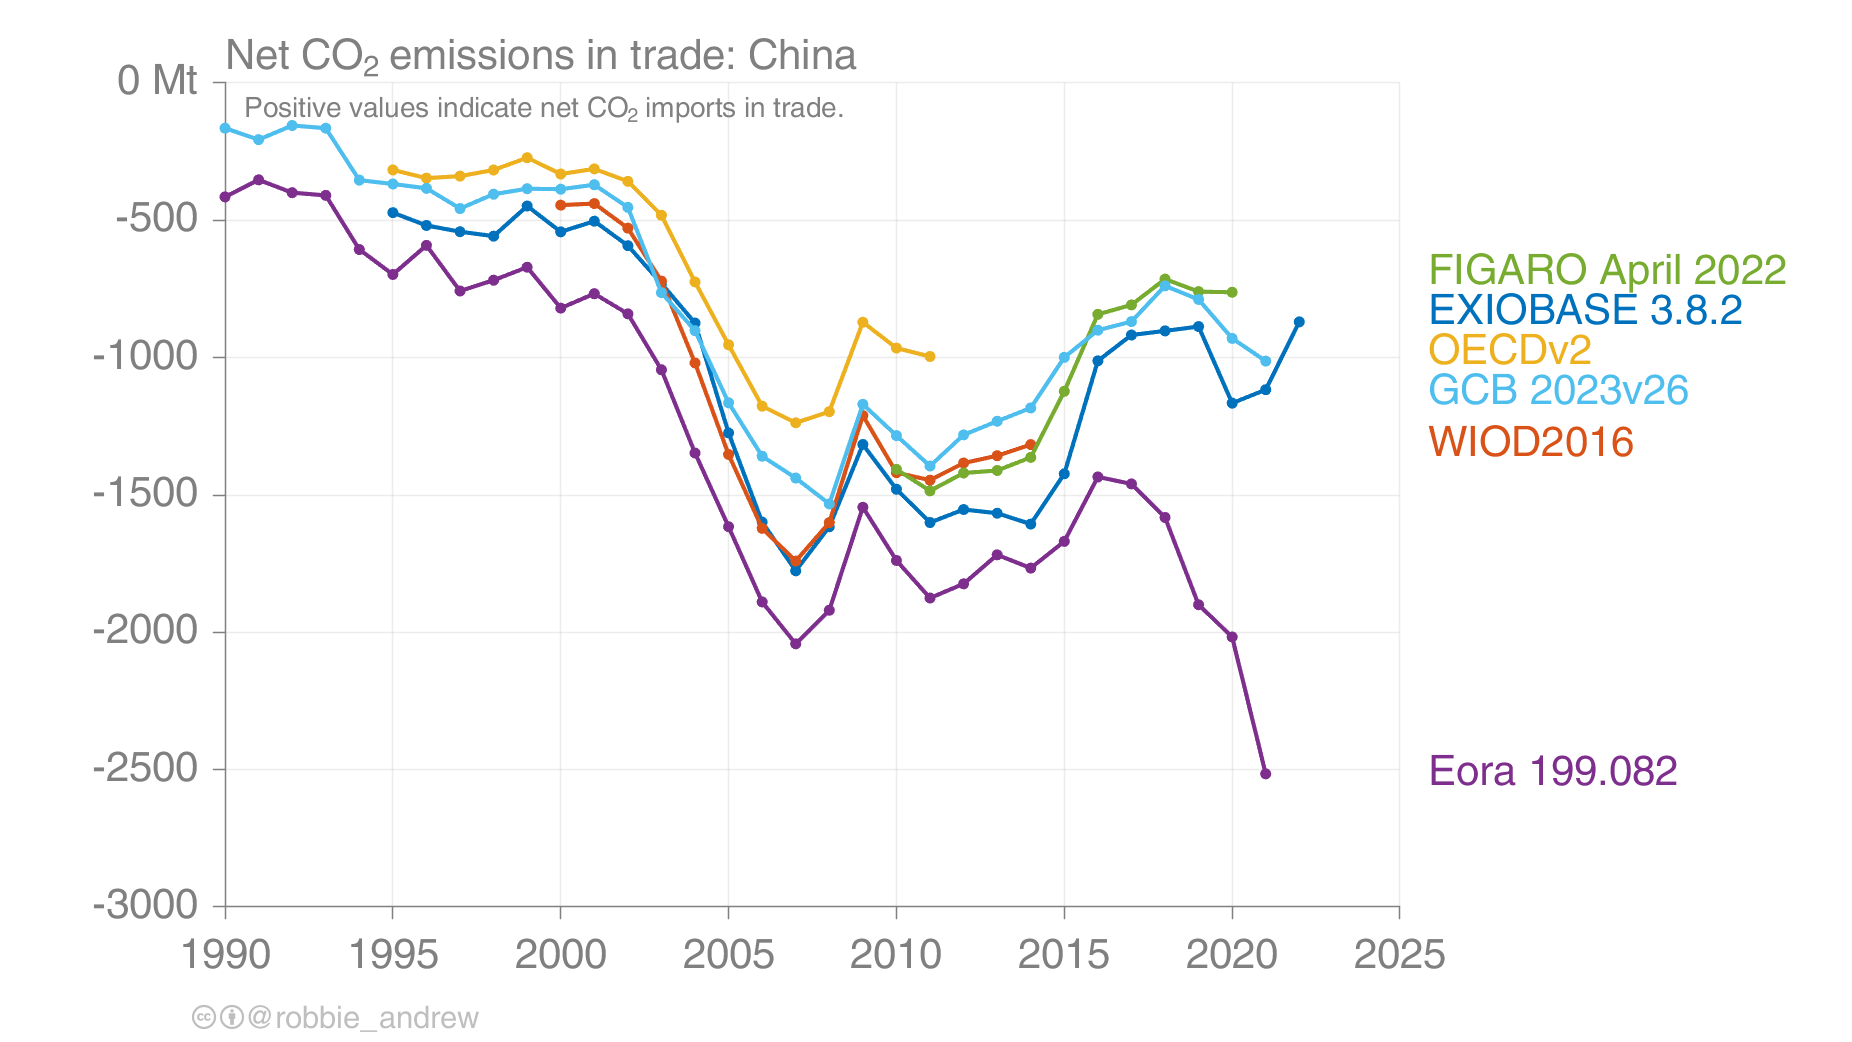 Net CO₂ emissions in trade: China
0 Mt
Positive values indicate net CO₂ imports in trade.
-500
-1000
-1500
-2000
-2500
-3000
1990 1995 2000 2005 2010 2015 2020 2025
FIGARO April 2022
EXIOBASE 3.8.2
OECDv2
GCB 2023v26
WIOD2016
Eora 199.082
@robbie_andrew